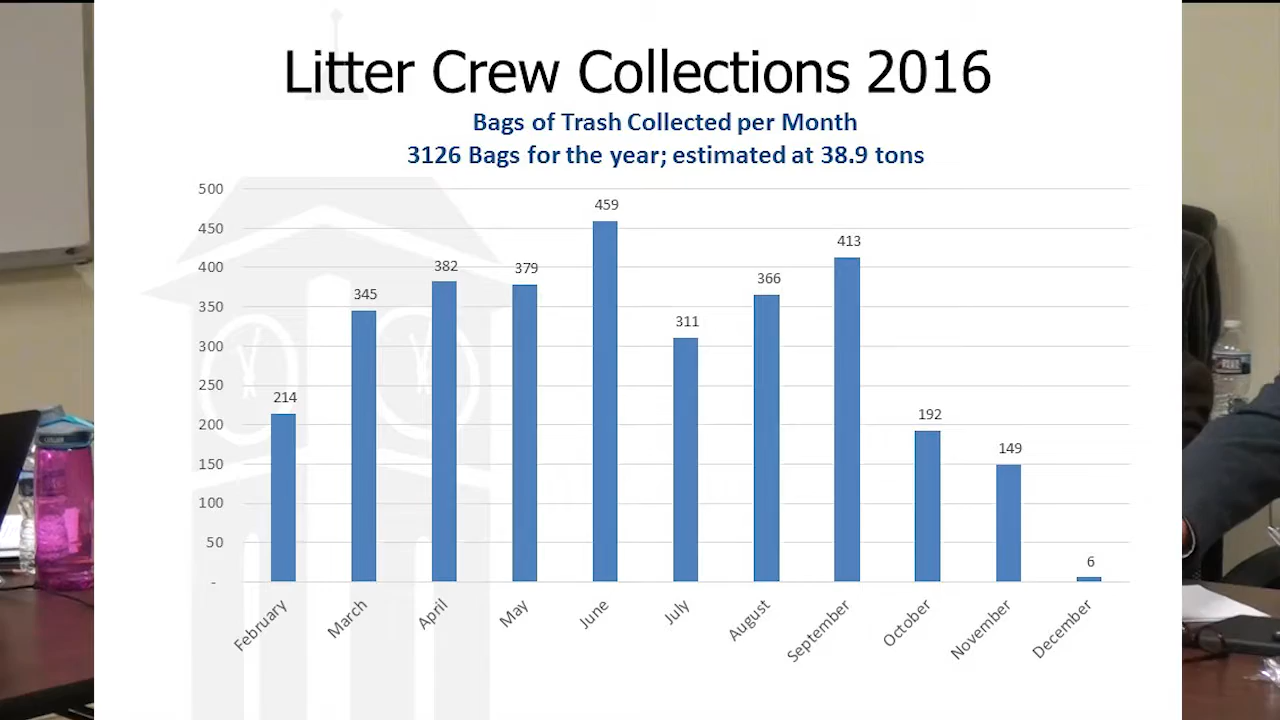 Litter Crew Collections 2016
Bags of Trash Collected per Month
3126 Bags for the year; estimated at 38.9 tons
500
450
400
350
300
250
200
150
100
50
-
214
345
382
379
459
311
366
413
192
149
6
February
March
April
May
June
July
August
September
October
November
December